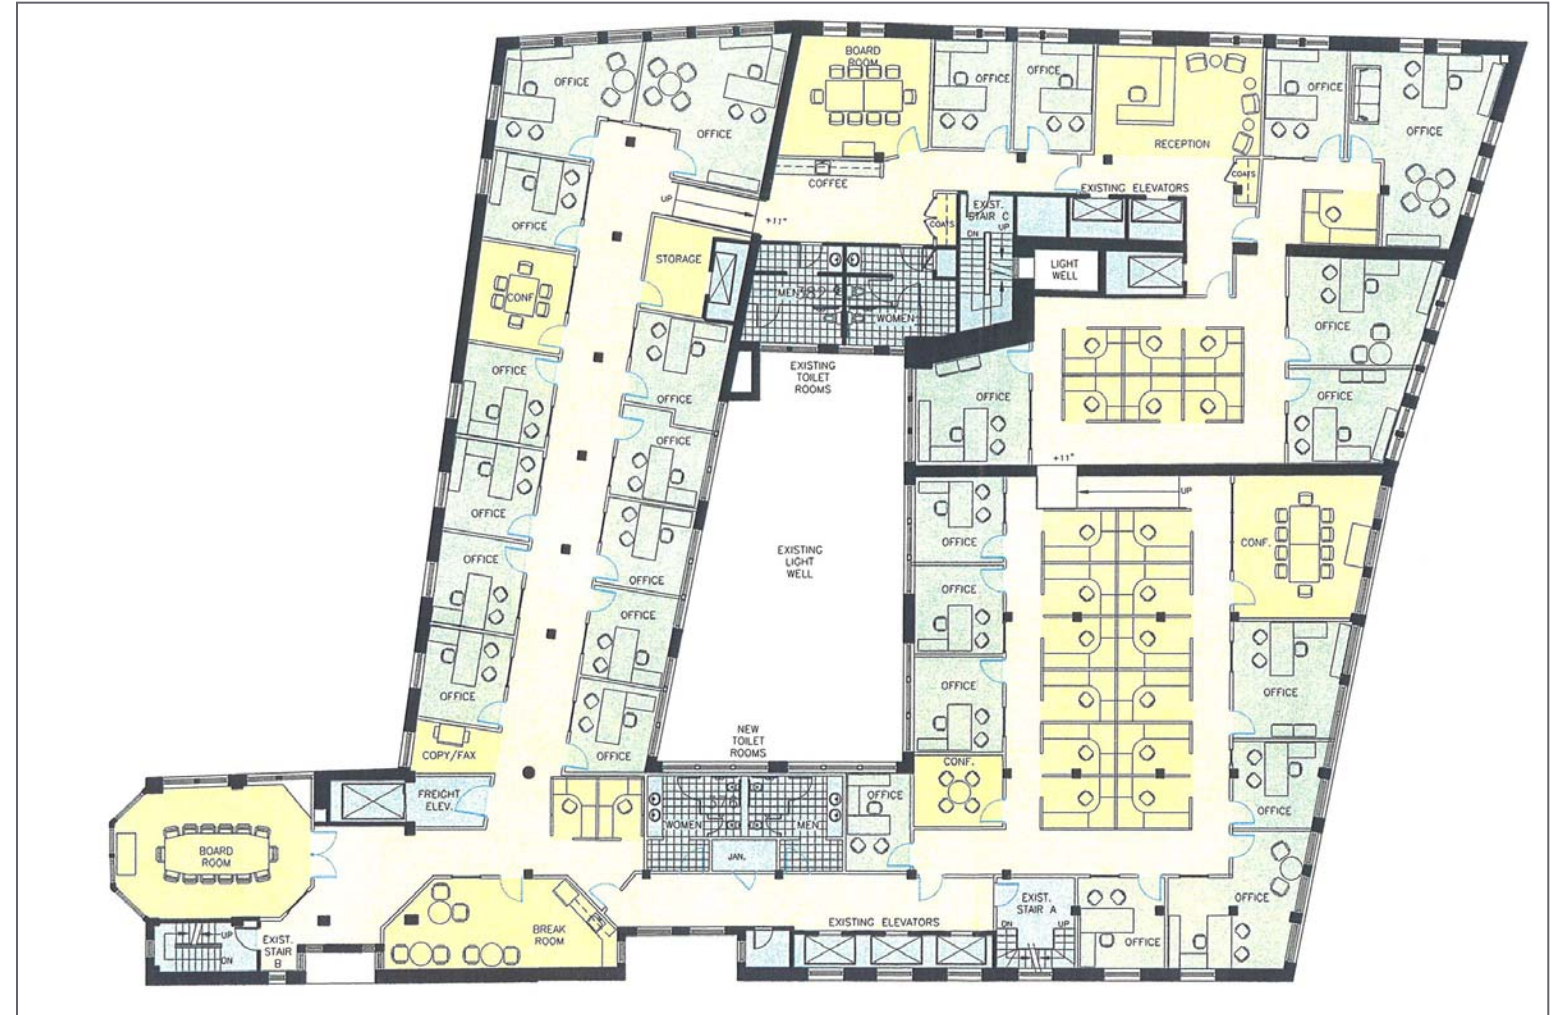 BOARD
ROOM
OFFICE
OFFICE
OFFICE
OFFICE
OFFICE
OFFICE
RECEPTION
COFFEE
COATS
EXISTING ELEVATORS
UP
+11"
OFFICE
COATS
EXIST.
STAIR C
DN
UP
STORAGE
LIGHT
WELL
CONF.
MEN
WOMEN
OFFICE
OFFICE
EXISTING
TOILET
ROOMS
OFFICE
OFFICE
OFFICE
OFFICE
+11"
UP
OFFICE
OFFICE
CONF.
EXISTING
LIGHT
WELL
OFFICE
OFFICE
OFFICE
OFFICE
OFFICE
OFFICE
OFFICE
OFFICE
NEW
TOILET
ROOMS
OFFICE
COPY/FAX
CONF.
FREIGHT
ELEV.
OFFICE
OFFICE
WOMEN
MEN
BOARD
ROOM
JAN.
OFFICE
EXIST.
STAIR A
DN
UP
EXISTING ELEVATORS
BREAK
ROOM
UP
DN
EXIST.
STAIR
B
OFFICE